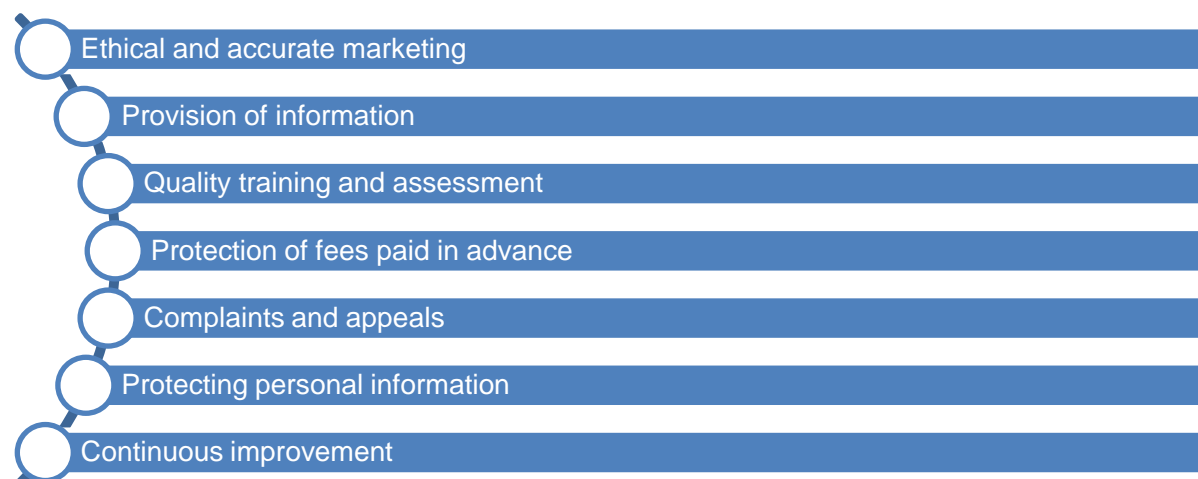 Ethical and accurate marketing
Provision of information
Quality training and assessment
Protection of fees paid in advance
Complaints and appeals
Protecting personal information
Continuous improvement